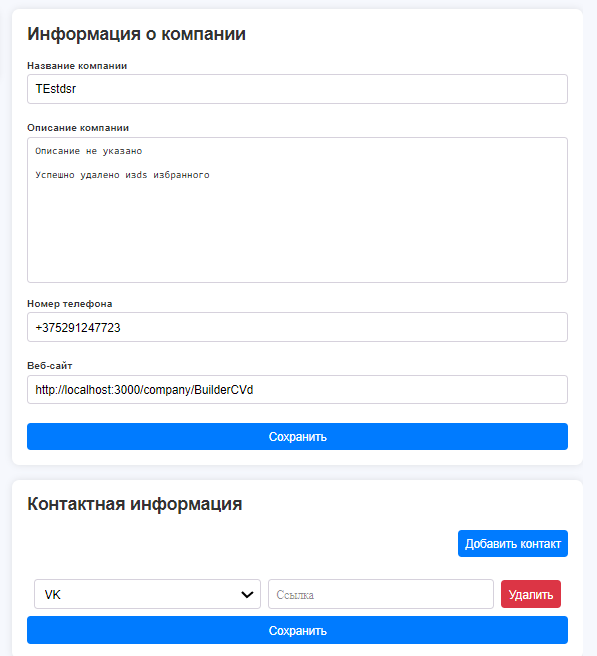 Информация о компании
Название компании
TEstdsr
Описание компании
Описание не указано
Успешно удалено изds избранного
Номер телефона
+375291247723
Веб-сайт
http://localhost:3000/company/BuilderCVd
Сохранить
Контактная информация
Добавить контакт
VK Ссылка Удалить
Сохранить